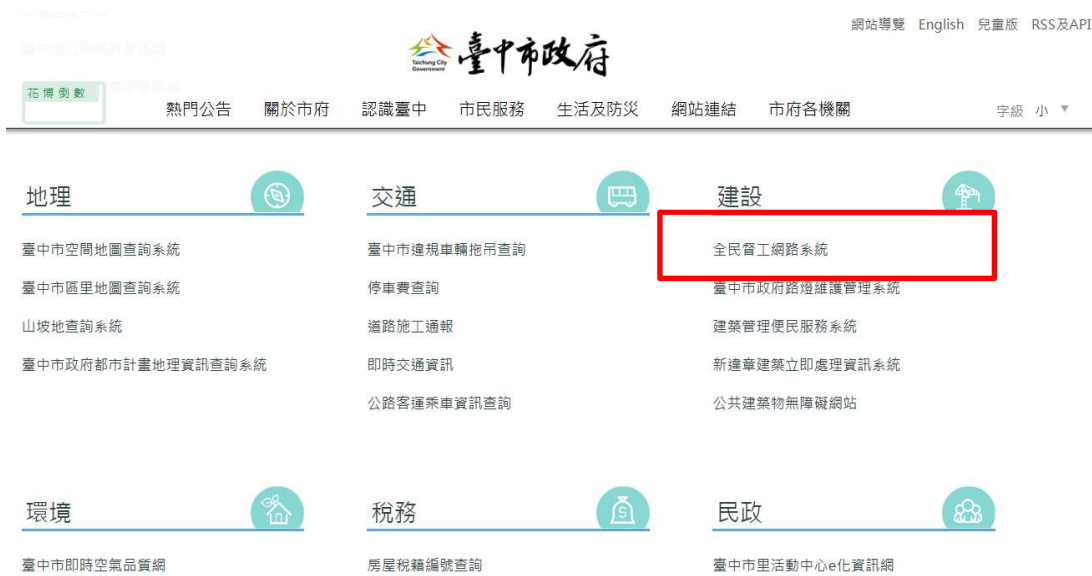 網站導覽 English 兒童版 RSS及API
Taichung City Government
臺中市政府
花博倒數
熱門公告 關於市府 認識臺中 市民服務 生活及防災 網站連結 市府各機關
字級 小 ▼
地理
臺中市空間地圖查詢系統
臺中市區里地圖查詢系統
山坡地查詢系統
臺中市政府都市計畫地理資訊查詢系統
交通
臺中市違規車輛拖吊查詢
停車費查詢
道路施工通報
即時交通資訊
公路客運乘車資訊查詢
建設
全民督工網路系統
臺中市政府路燈維護管理系統
建築管理便民服務系統
新違章建築立即處理資訊系統
公共建築物無障礙網站
環境
臺中市即時空氣品質網
稅務
房屋稅籍編號查詢
民政
臺中市里活動中心e化資訊網